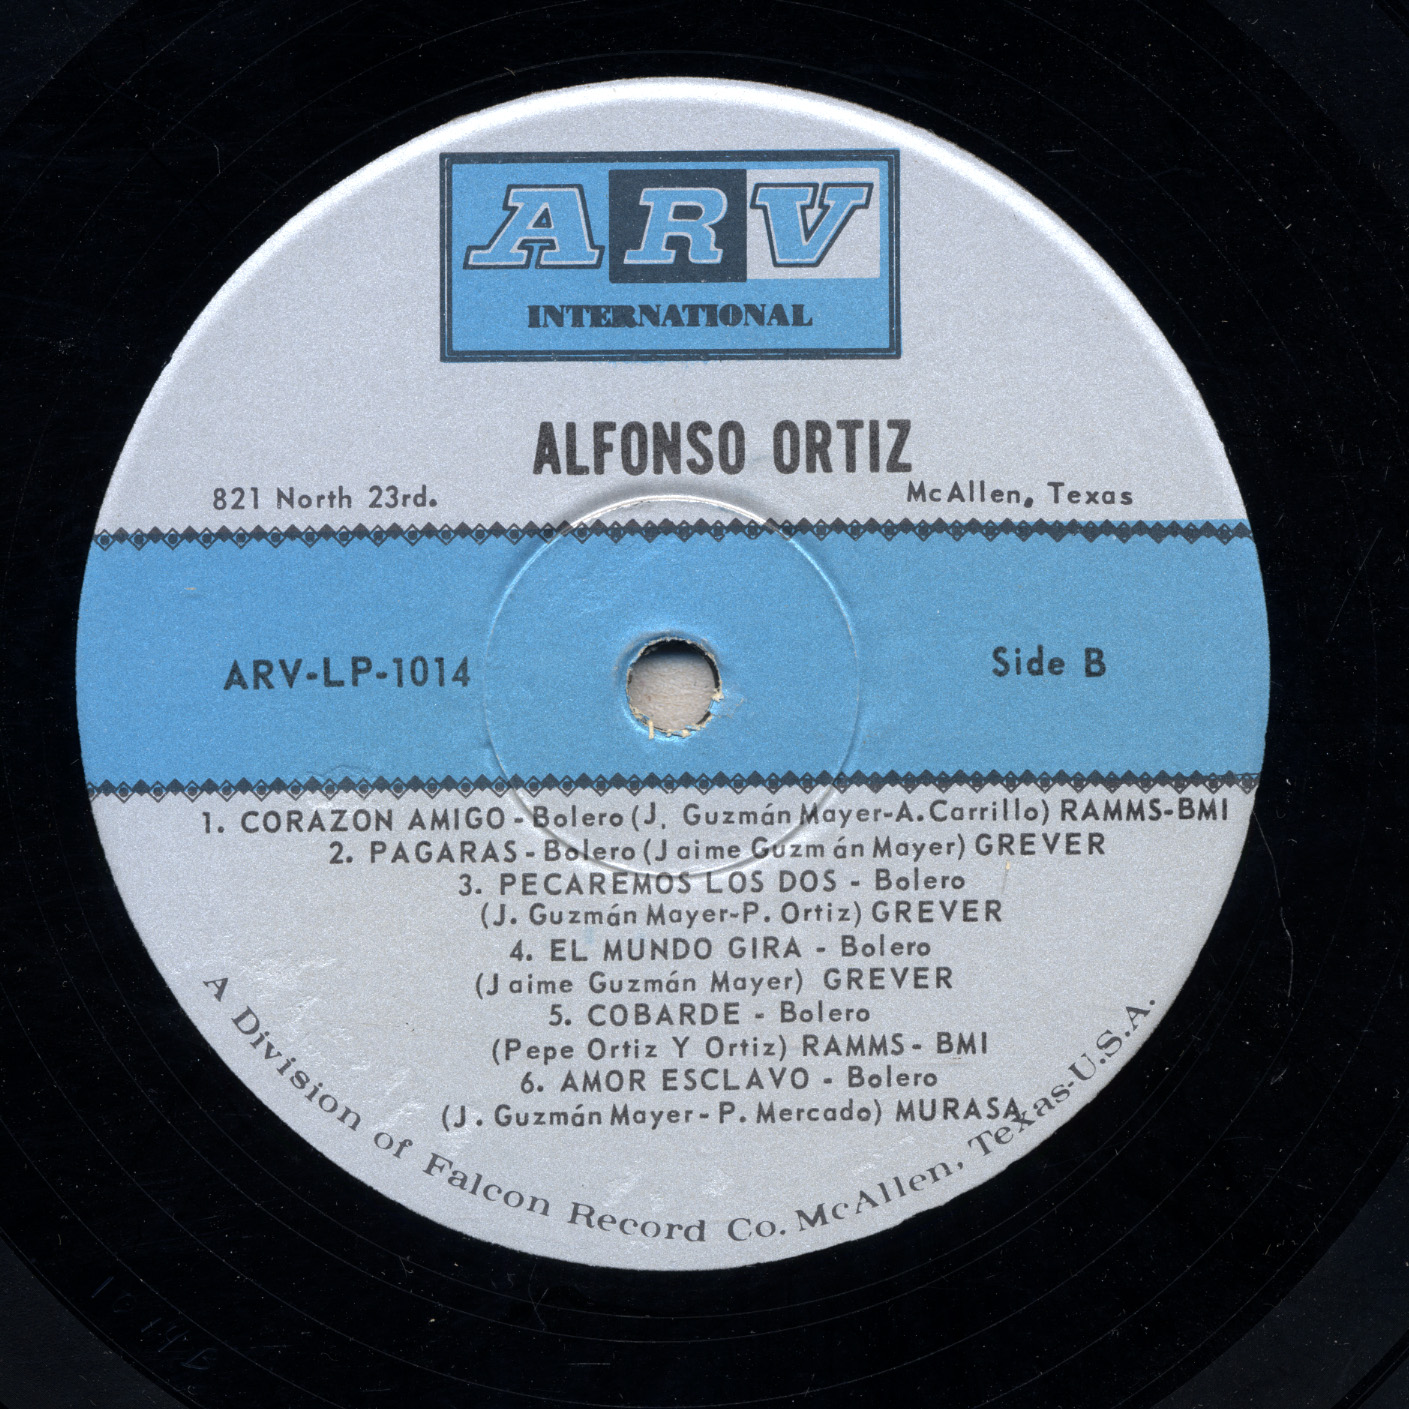 ARV
INTERNATIONAL
ALFONSO ORTIZ
821 North 23rd.
McAllen, Texas
ARV-LP-1014
Side B
1. CORAZON AMIGO - Bolero (J. Guzmán Mayer-A. Carrillo) RAMMS-BMI
2. PAGARAS - Bolero (Jaime Guzmán Mayer) GREVER
3. PECAREMOS LOS DOS - Bolero
(J. Guzmán Mayer-P. Ortiz) GREVER
4. EL MUNDO GIRA - Bolero
(Jaime Guzmán Mayer) GREVER
5. COBARDE - Bolero
(Pepe Ortiz Y Ortiz) RAMMS - BMI
6. AMOR ESCLAVO - Bolero
(J. Guzmán Mayer - P. Mercado) MURASA
A Division of Falcon Record Co. McAllen, Texas-U.S.A.